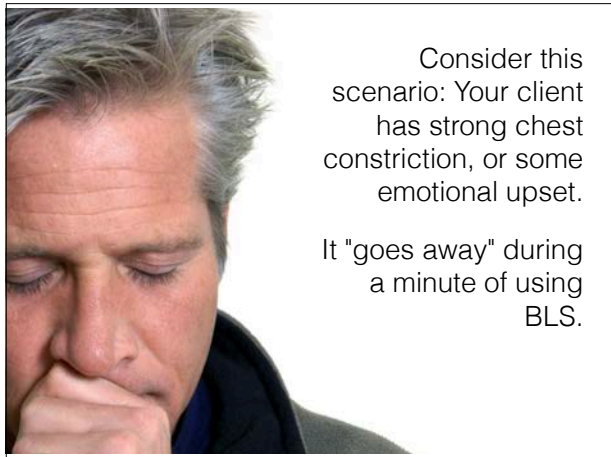 Consider this
scenario: Your client
has strong chest
constriction, or some
emotional upset.
It "goes away" during
a minute of using
BLS.